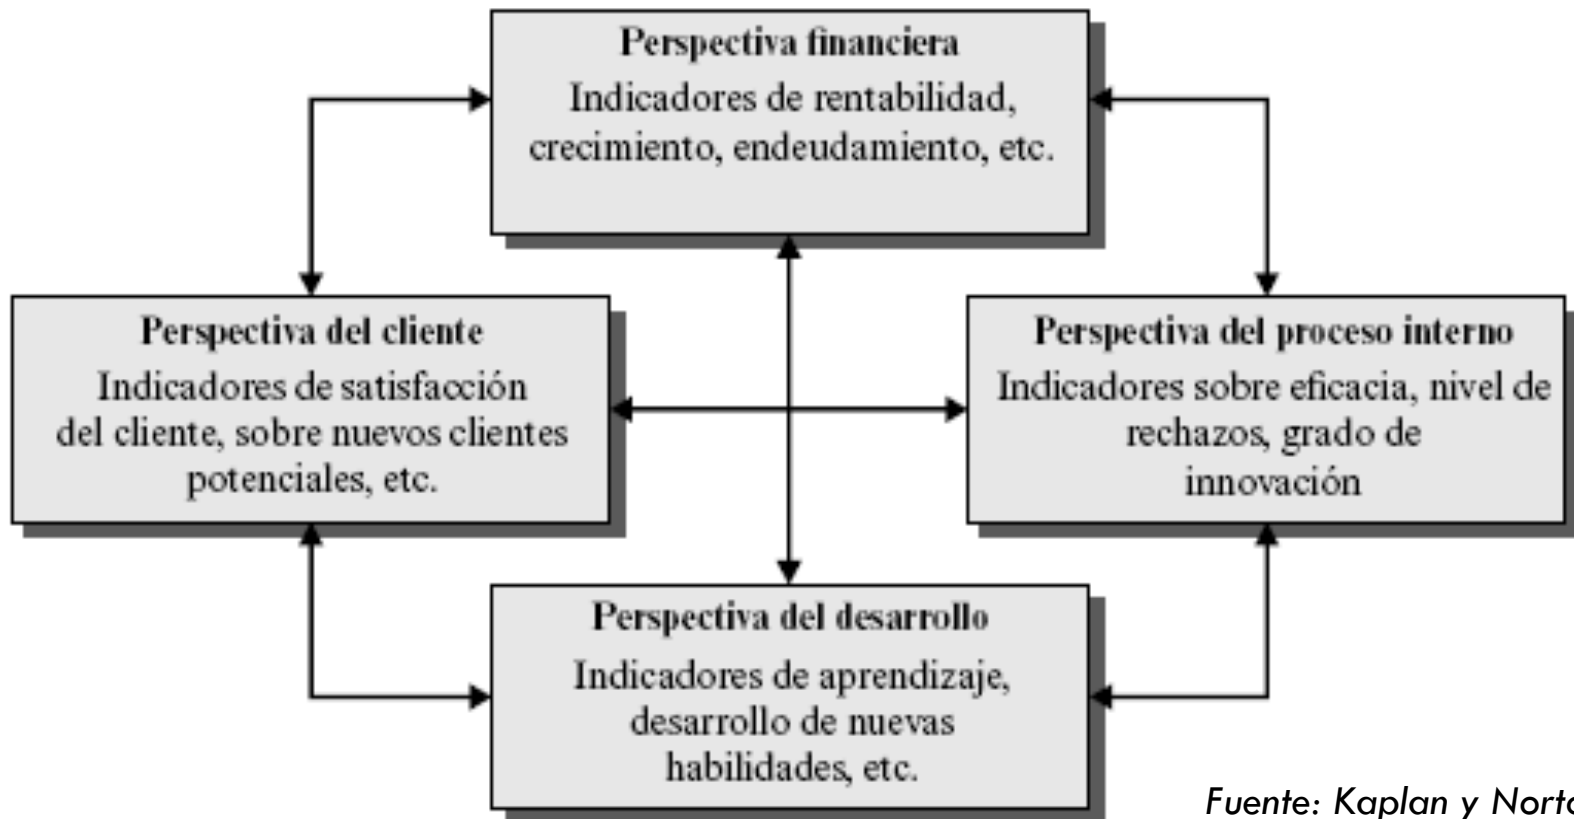 Perspectiva financiera
Indicadores de rentabilidad,
crecimiento, endeudamiento, etc.
Perspectiva del cliente
Indicadores de satisfacción
del cliente, sobre nuevos clientes
potenciales, etc.
Perspectiva del proceso interno
Indicadores sobre eficacia, nivel de
rechazos, grado de
innovación
Perspectiva del desarrollo
Indicadores de aprendizaje,
desarrollo de nuevas
habilidades, etc.
Fuente: Kaplan y